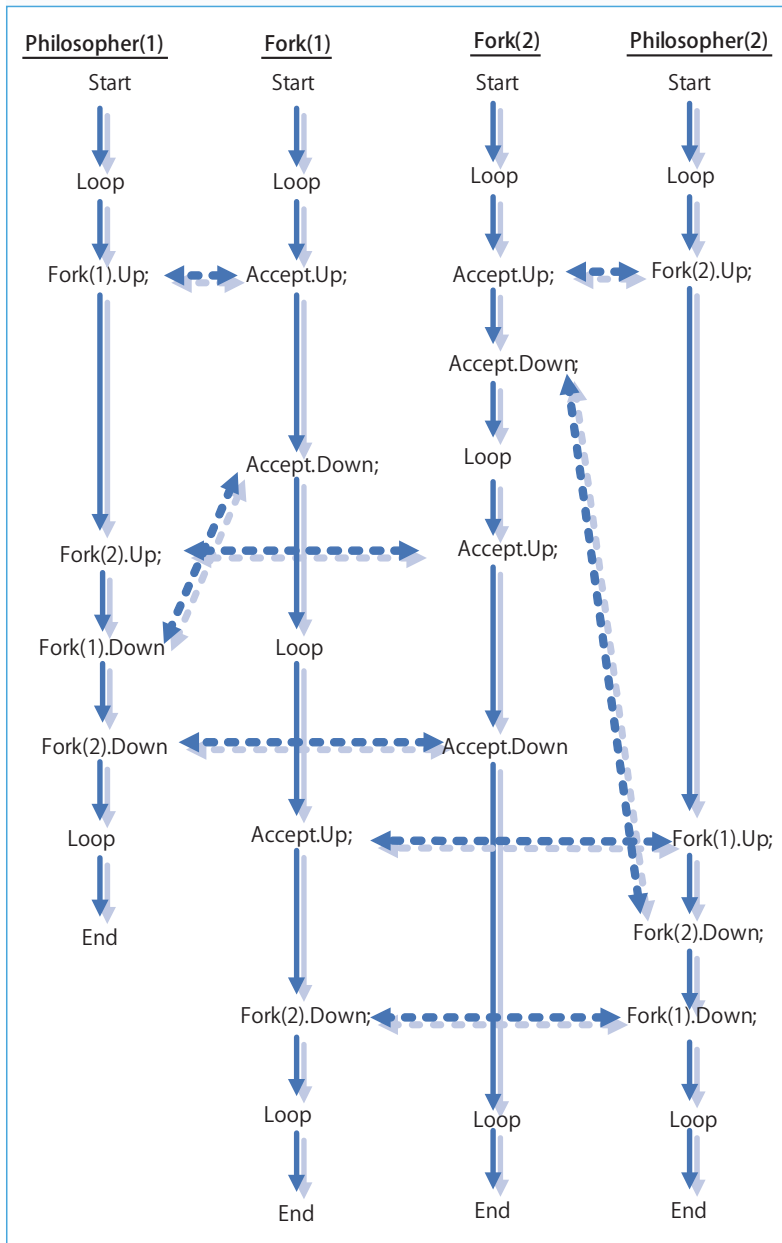 Philosopher(1) Fork(1) Fork(2) Philosopher(2)
Start Start Start Start
Loop Loop Loop Loop
Fork(1).Up; Accept.Up; Accept.Up; Fork(2).Up;
Accept.Down;
Accept.Down; Loop
Fork(2).Up; Accept.Up;
Fork(1).Down Loop
Fork(2).Down Accept.Down
Loop Accept.Up; Fork(1).Up;
End Fork(2).Down;
Fork(2).Down; Fork(1).Down;
Loop Loop Loop
End End End